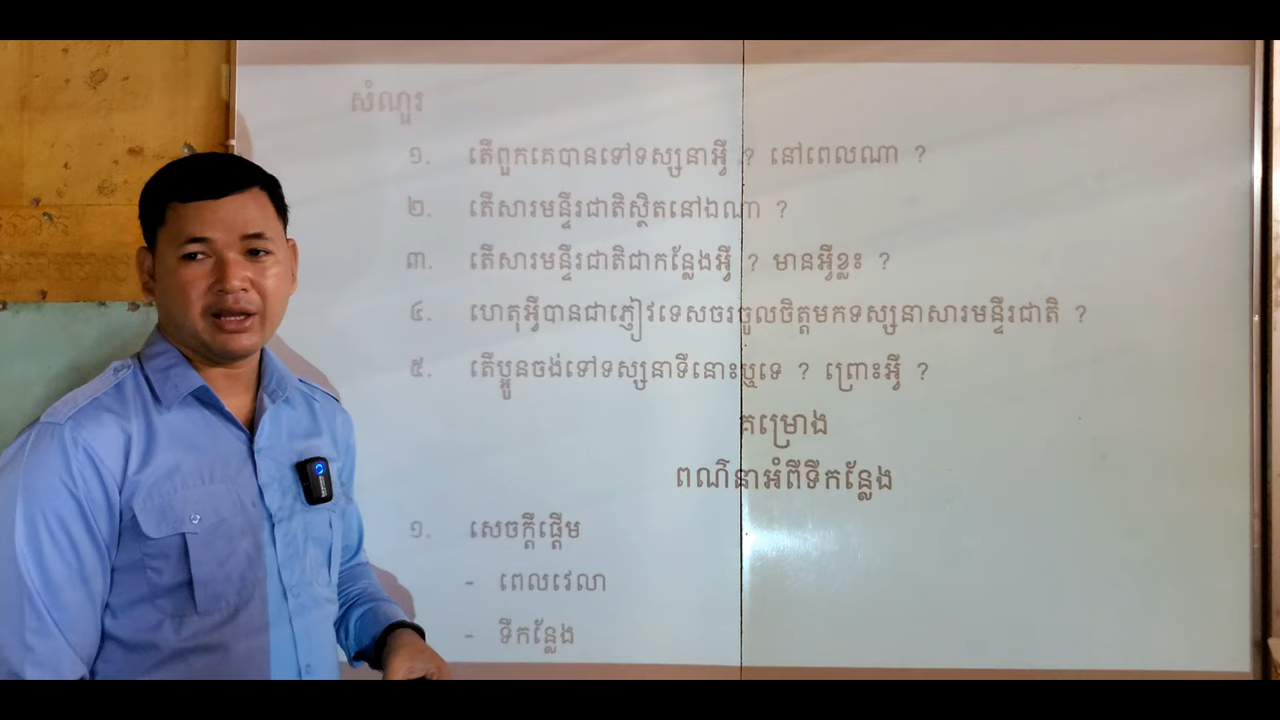 សំណួរ
១. តើពួកគេបានទៅទស្សនាអ្វី ? នៅពេលណា ?
២. តើសារមន្ទីរជាតិស្ថិតនៅឯណា ?
៣. តើសារមន្ទីរជាតិជាកន្លែងអ្វី ? មានអ្វីខ្លះ ?
៤. ហេតុអ្វីបានជាភ្ញៀវទេសចរចូលចិត្តមកទស្សនាសារមន្ទីរជាតិ ?
៥. តើប្អូនចង់ទៅទស្សនាទីនោះឬទេ ? ព្រោះអ្វី ?
គម្រោង
ពណ៌នាអំពីទីកន្លែង
១. សេចក្ដីផ្ដើម
- ពេលវេលា
- ទីកន្លែង